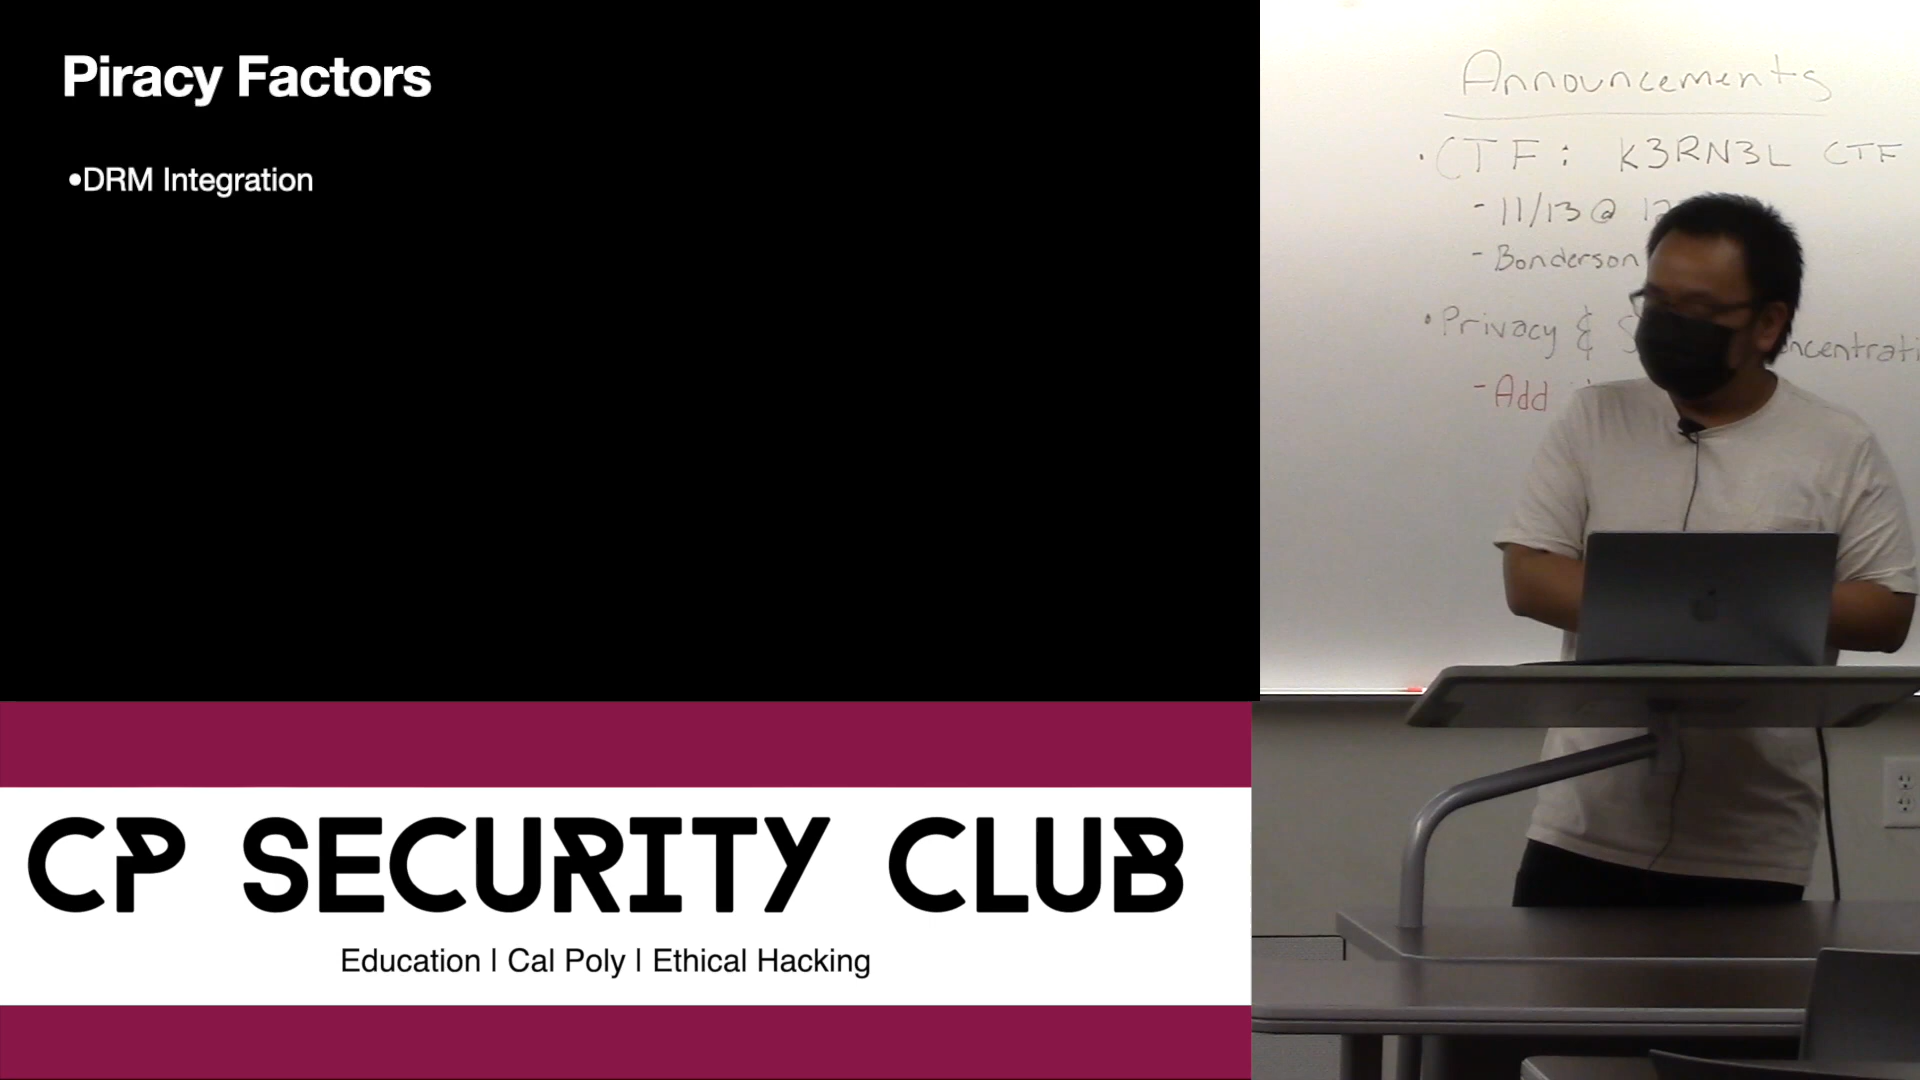 Piracy Factors
•DRM Integration
CP SECURITY CLUB
Education | Cal Poly | Ethical Hacking
Announcements
• CTF: K3RN3L CTF
- 11/13 @
- Bonderson
• Privacy &
- Add